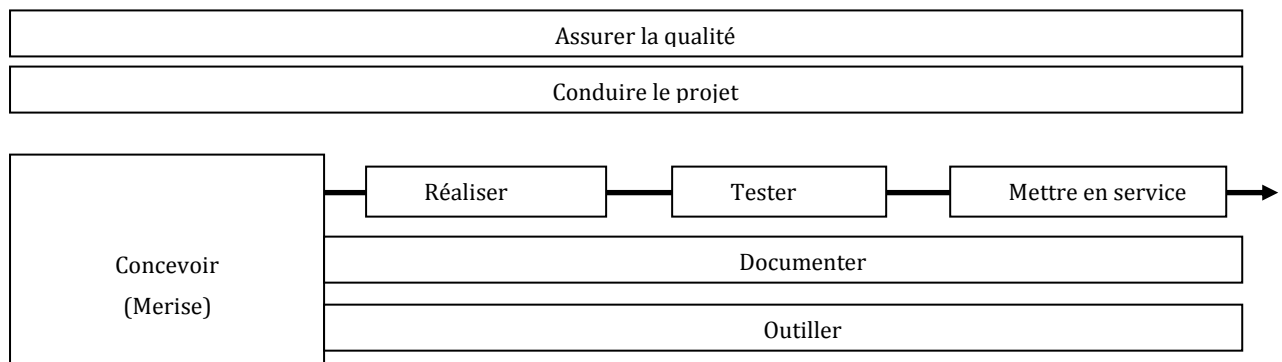 Assurer la qualité
Conduire le projet
Réaliser
Tester
Mettre en service
Concevoir
(Merise)
Documenter
Outiller